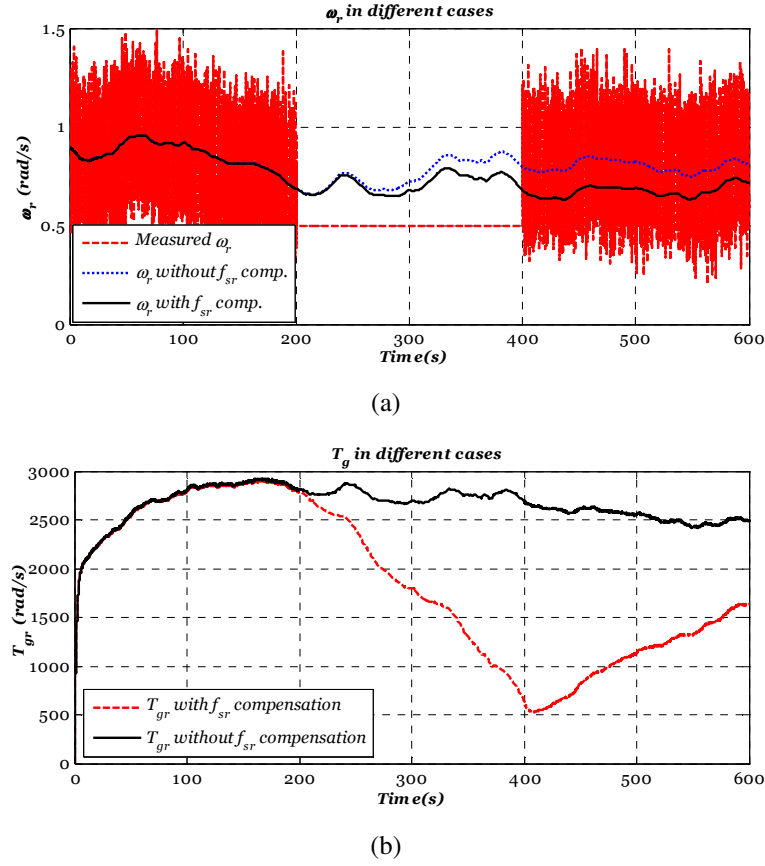 ω_r in different cases
1.5
1
0.5
0
ω_r (rad/s)
Measured ω_r
ω_r without f_sr comp.
ω_r with f_sr comp.
0 100 200 300 400 500 600
Time(s)
(a)
T_g in different cases
3000
2500
2000
1500
1000
500
0
T_gr (rad/s)
T_gr with f_sr compensation
T_gr without f_sr compensation
0 100 200 300 400 500 600
Time(s)
(b)